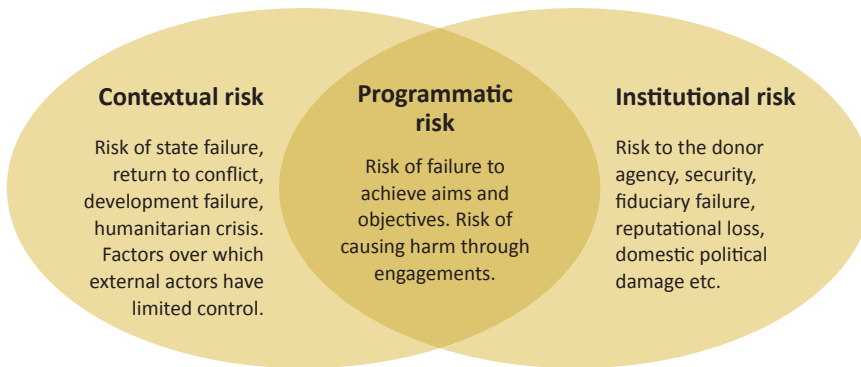 Contextual risk
Risk of state failure,
return to conflict,
development failure,
humanitarian crisis.
Factors over which
external actors have
limited control.
Programmatic
risk
Risk of failure to
achieve aims and
objectives. Risk of
causing harm through
engagements.
Institutional risk
Risk to the donor
agency, security,
fiduciary failure,
reputational loss,
domestic political
damage etc.